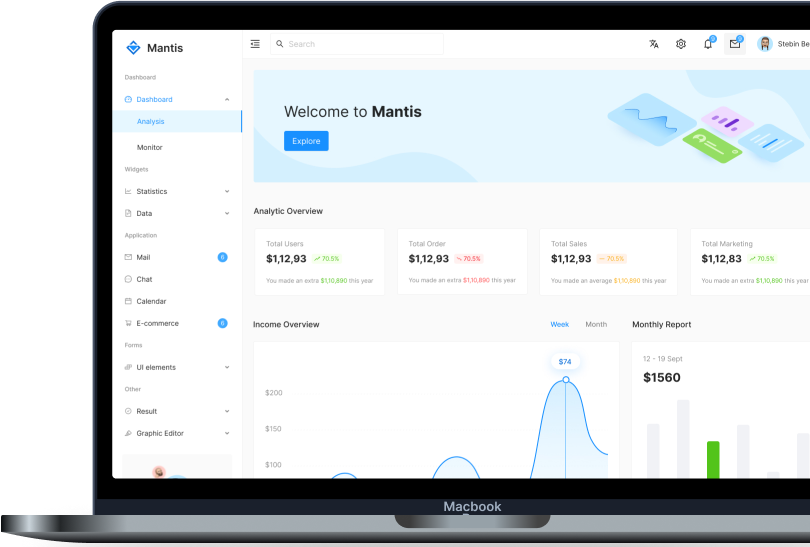 Mantis
Search
Stebin Be
Dashboard
Dashboard
Analysis
Monitor
Widgets
Statistics
Data
Application
Mail
6
Chat
Calendar
E-commerce
6
Forms
UI elements
Other
Result
Graphic Editor
Welcome to Mantis
Explore
Analytic Overview
Total Users
$1,12,93 70.5%
You made an extra $1,10,890 this year
Total Order
$1,12,93 70.5%
You made an extra $1,10,890 this year
Total Sales
$1,12,93 70.5%
You made an average $1,10,890 this year
Total Marketing
$1,12,83 70.5%
You made an extra $1,10,890 this year
Income Overview
Week Month
$74
$200
$150
$100
Monthly Report
12 - 19 Sept
$1560
Macbook